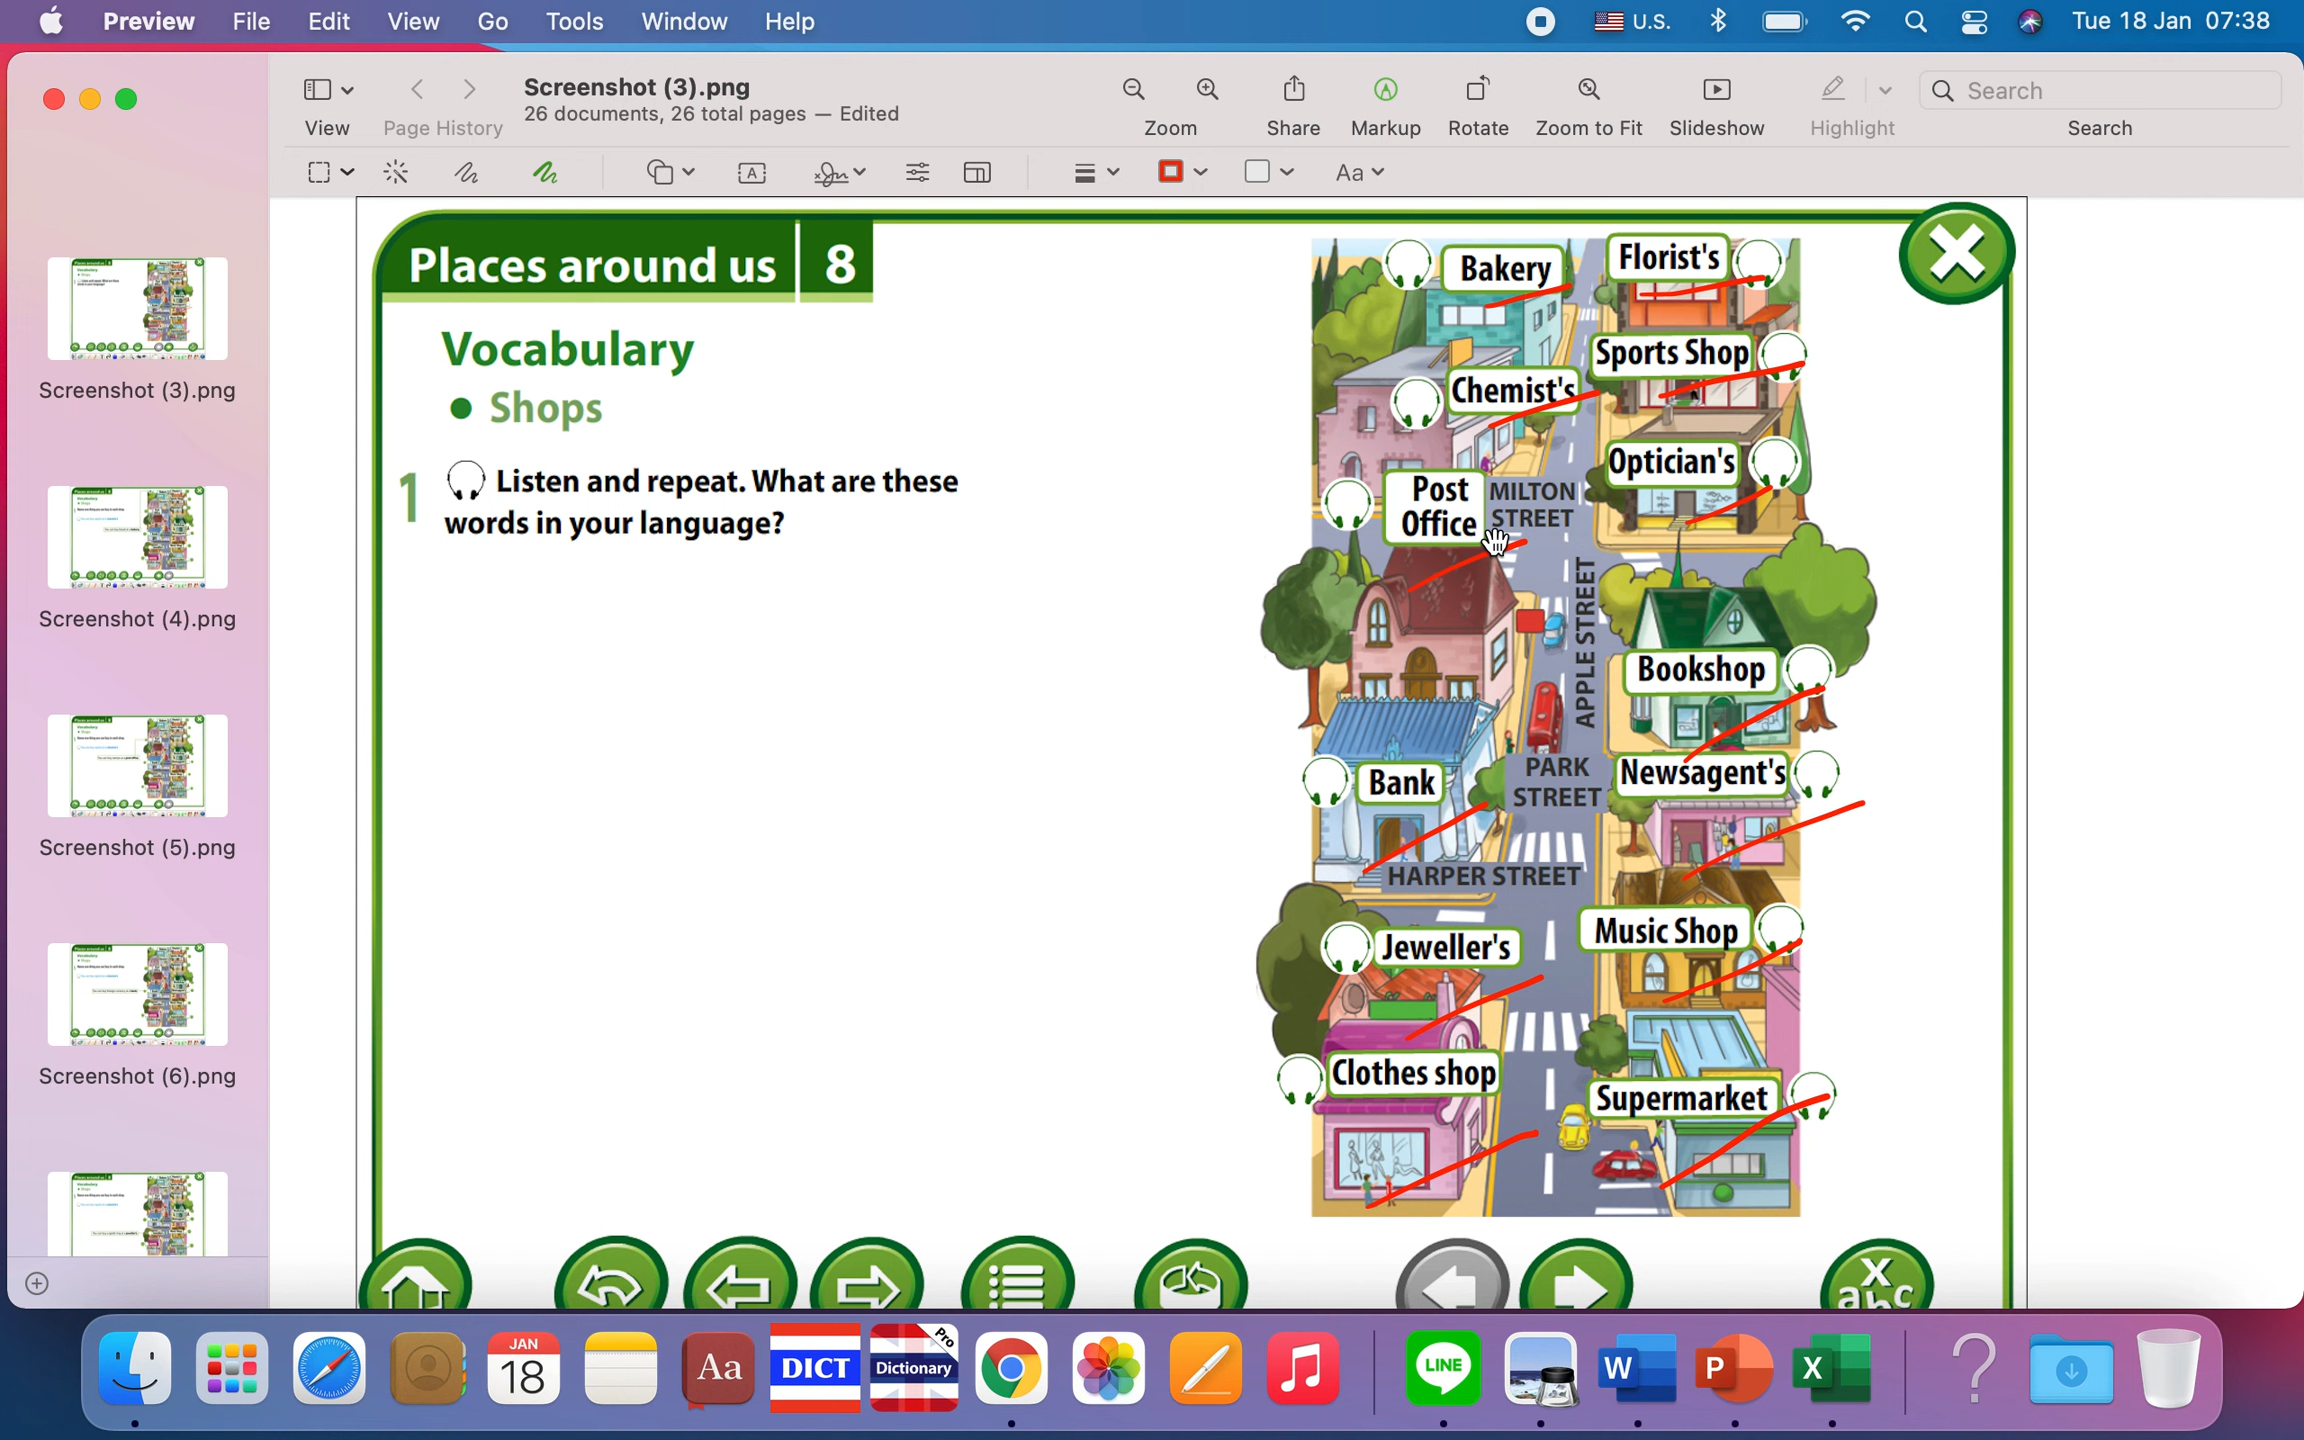 Preview File Edit View Go Tools Window Help U.S. Tue 18 Jan 07:38
Screenshot (3).png
26 documents, 26 total pages — Edited
View Page History Zoom Share Markup Rotate Zoom to Fit Slideshow Highlight Search
Search
A Aa
Screenshot (3).png
Screenshot (4).png
Screenshot (5).png
Screenshot (6).png
Places around us 8
Vocabulary
• Shops
1 Listen and repeat. What are these
words in your language?
Bakery
Florist's
Sports Shop
Chemist's
Optician's
Post
Office
MILTON
STREET
APPLE STREET
Bookshop
Bank
PARK
STREET
Newsagent's
HARPER STREET
Jeweller's
Music Shop
Clothes shop
Supermarket
X
abc
JAN
18
Aa
DICT
Pro
Dictionary
LINE
W
P
X
?